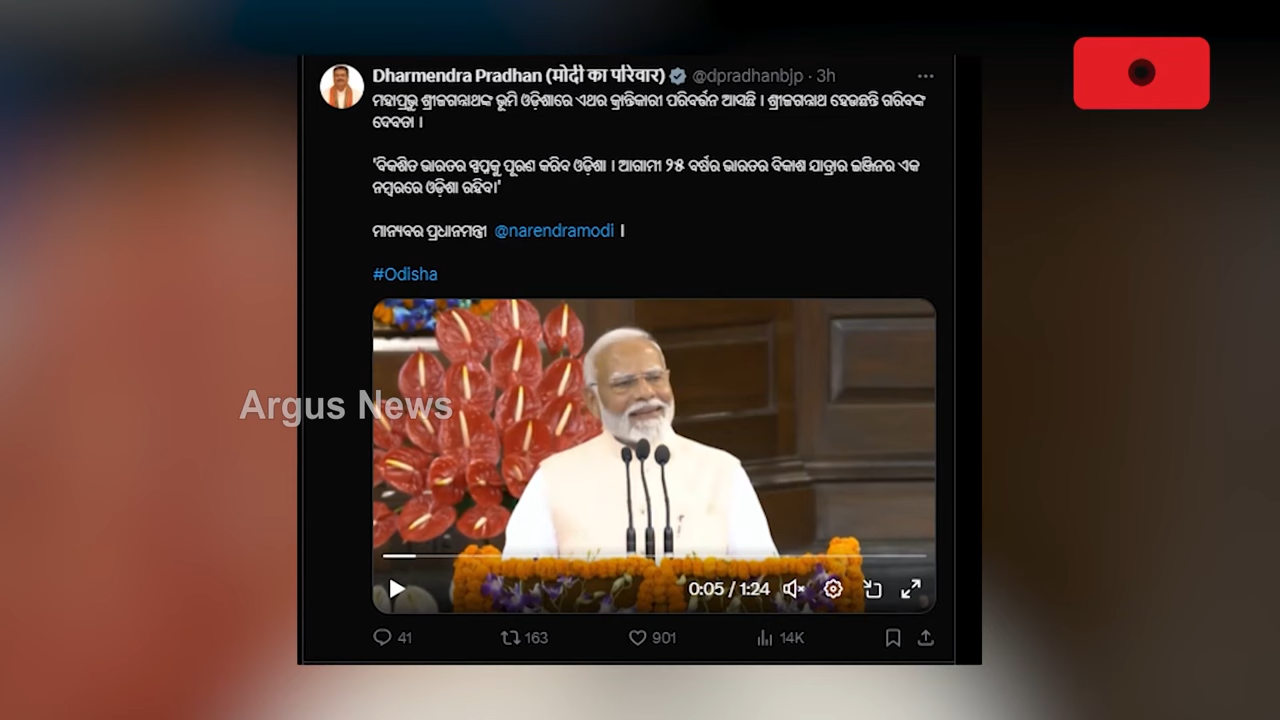 Dharmendra Pradhan (मोदी का परिवार) @dpradhanbjp · 3h
ମହାପ୍ରଭୁ ଶ୍ରୀଜଗନ୍ନାଥଙ୍କ ଭୂମି ଓଡ଼ିଶାରେ ଏଥର କ୍ରାନ୍ତିକାରୀ ପରିବର୍ତ୍ତନ ଆସଛି । ଶ୍ରୀଜଗନ୍ନାଥ ହେଉଛନ୍ତି ଗରିବଙ୍କ
ଦେବତା ।
'ବିକଶିତ ଭାରତର ସ୍ବପ୍ନକୁ ପୂରଣ କରିବ ଓଡ଼ିଶା । ଆଗାମୀ ୨୫ ବର୍ଷର ଭାରତର ବିକାଶ ଯାତ୍ରାର ଇଞ୍ଜିନର ଏକ
ନମ୍ବରରେ ଓଡ଼ିଶା ରହିବ।'
ମାନ୍ୟବର ପ୍ରଧାନମନ୍ତ୍ରୀ @narendramodi ।
#Odisha
Argus News
0:05 / 1:24
41 163 901 14K